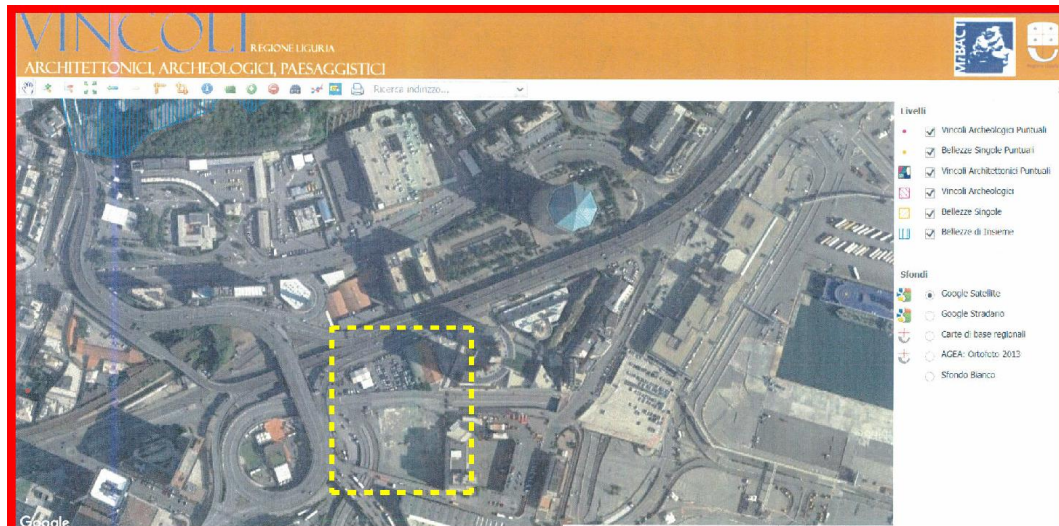 VINCOLI REGIONE LIGURIA
ARCHITETTONICI, ARCHEOLOGICI, PAESAGGISTICI
MiBACT
Ricerca indirizzo...
Livelli
Vincoli Archeologici Puntuali
Bellezze Singole Puntuali
Vincoli Architettonici Puntuali
Vincoli Archeologici
Bellezze Singole
Bellezze di Insieme
Sfondi
Google Satellite
Google Stradario
Carte di base regionali
AGEA: Ortofoto 2013
Sfondo Bianco
Google